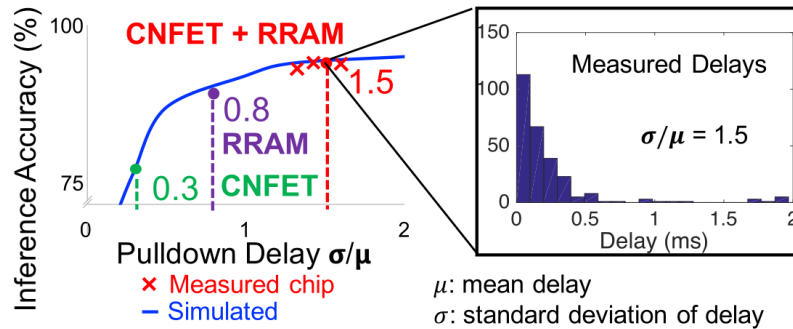 Inference Accuracy (%)
100
75
CNFET + RRAM
1.5
0.8
RRAM
0.3 CNFET
0 1 2
Pulldown Delay σ/μ
× Measured chip
– Simulated
150
100
50
0
Measured Delays
σ/μ = 1.5
0 0.5 1 1.5 2
Delay (ms)
μ: mean delay
σ: standard deviation of delay